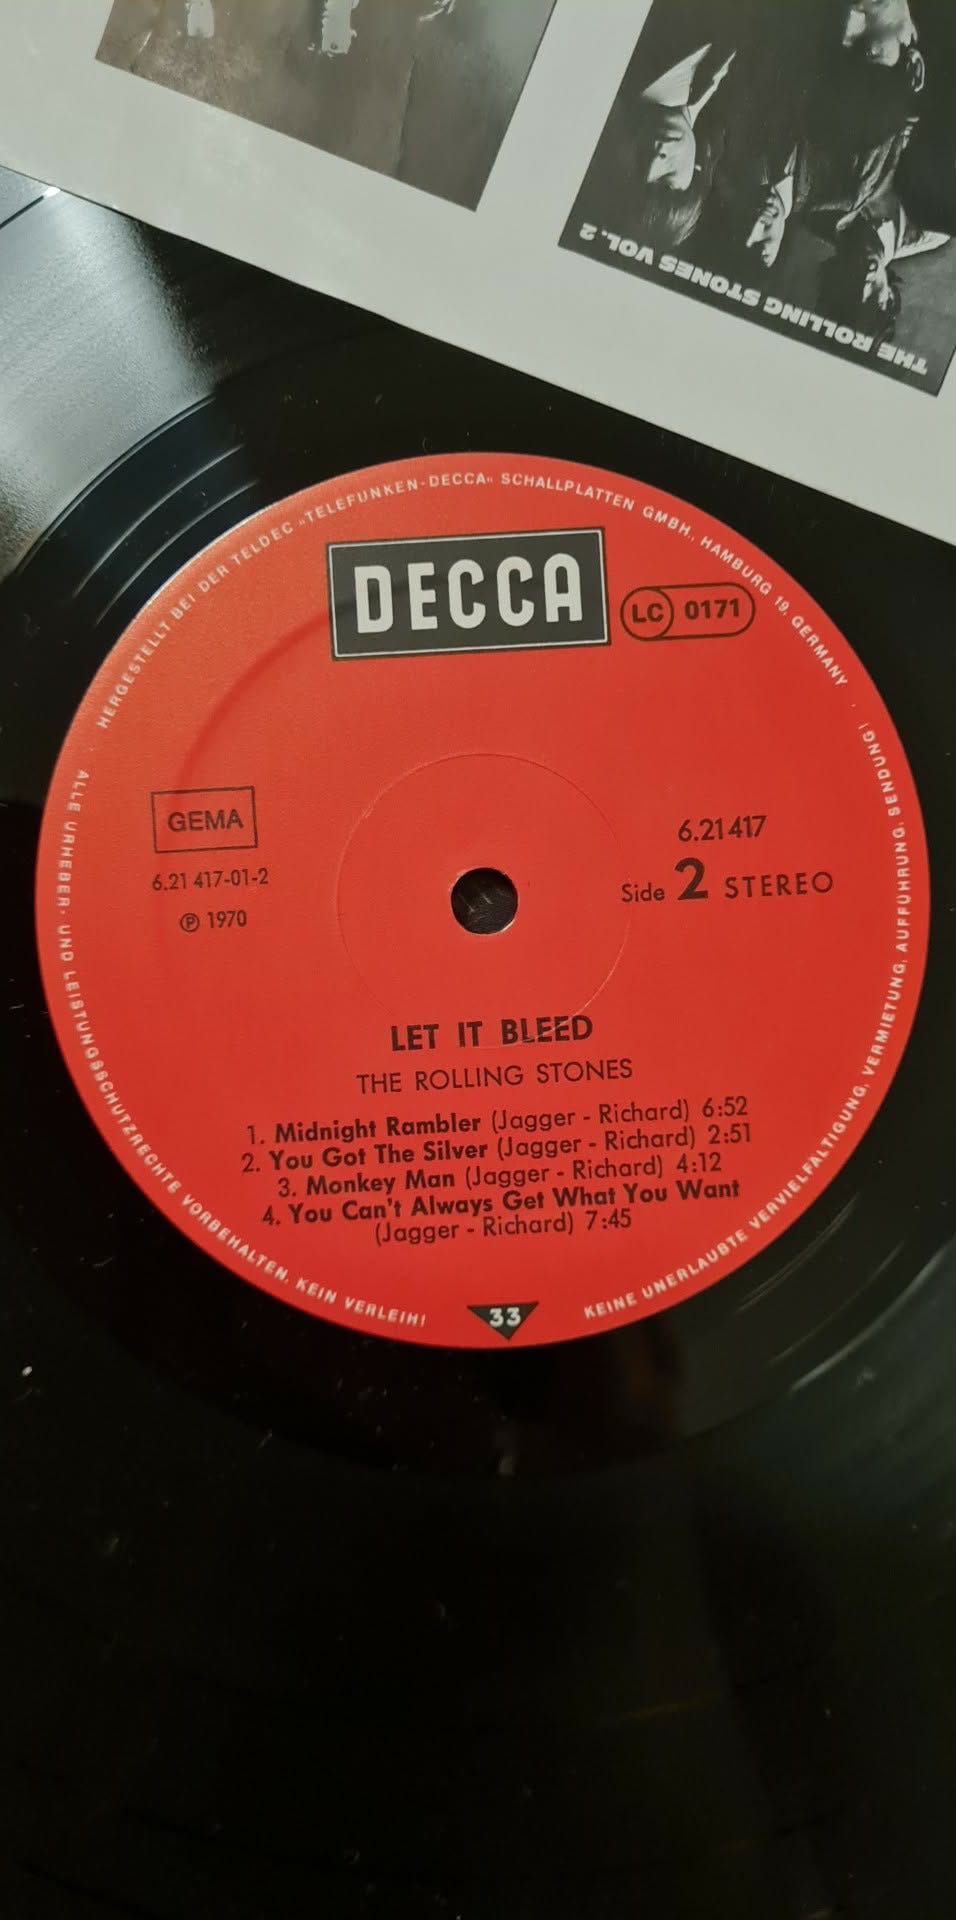 THE ROLLING STONES VOL. 2
HERGESTELLT BEI DER TELDEC »TELEFUNKEN-DECCA« SCHALLPLATTEN GMBH., HAMBURG 19, GERMANY ·
DECCA
LC 0171
GEMA
6.21 417-01-2
℗ 1970
6.21417
Side 2 STEREO
LET IT BLEED
THE ROLLING STONES
1. Midnight Rambler (Jagger - Richard) 6:52
2. You Got The Silver (Jagger - Richard) 2:51
3. Monkey Man (Jagger - Richard) 4:12
4. You Can't Always Get What You Want
(Jagger - Richard) 7:45
33
ALLE URHEBER- UND LEISTUNGSSCHUTZRECHTE VORBEHALTEN. KEIN VERLEIH!
KEINE UNERLAUBTE VERVIELFÄLTIGUNG, VERMIETUNG, AUFFÜHRUNG, SENDUNG!